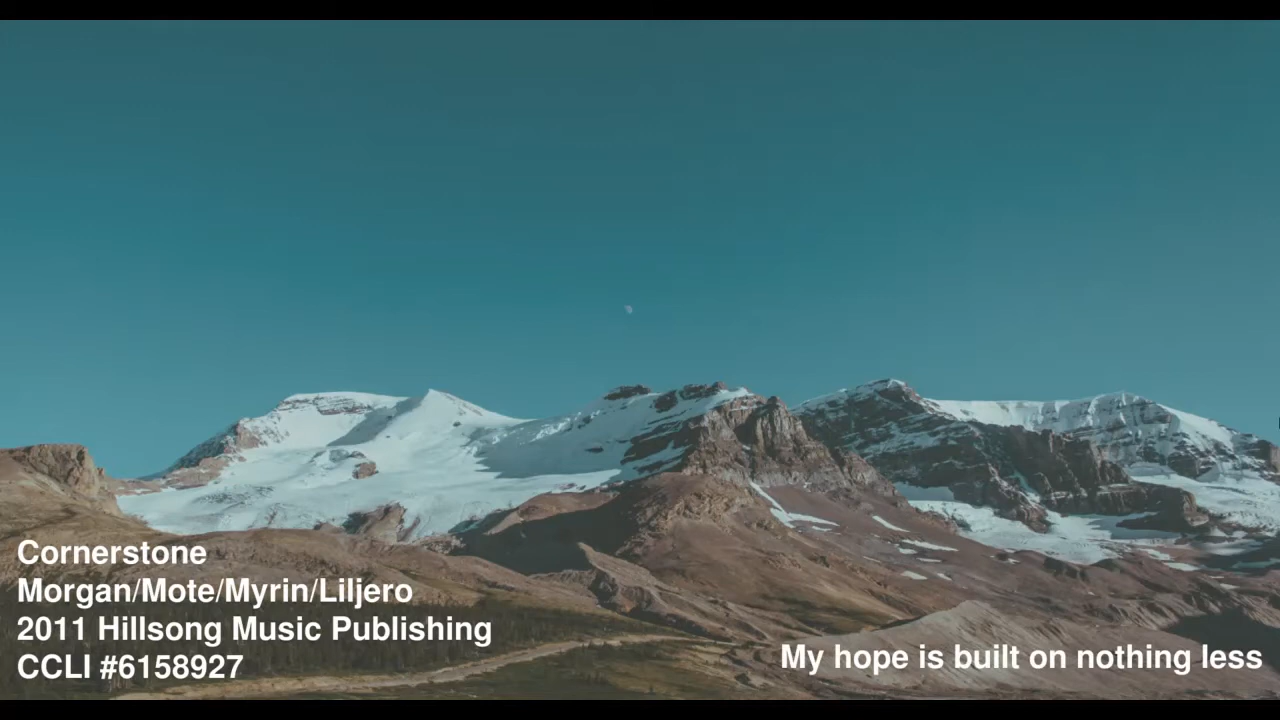 Cornerstone
Morgan/Mote/Myrin/Liljero
2011 Hillsong Music Publishing
CCLI #6158927
My hope is built on nothing less